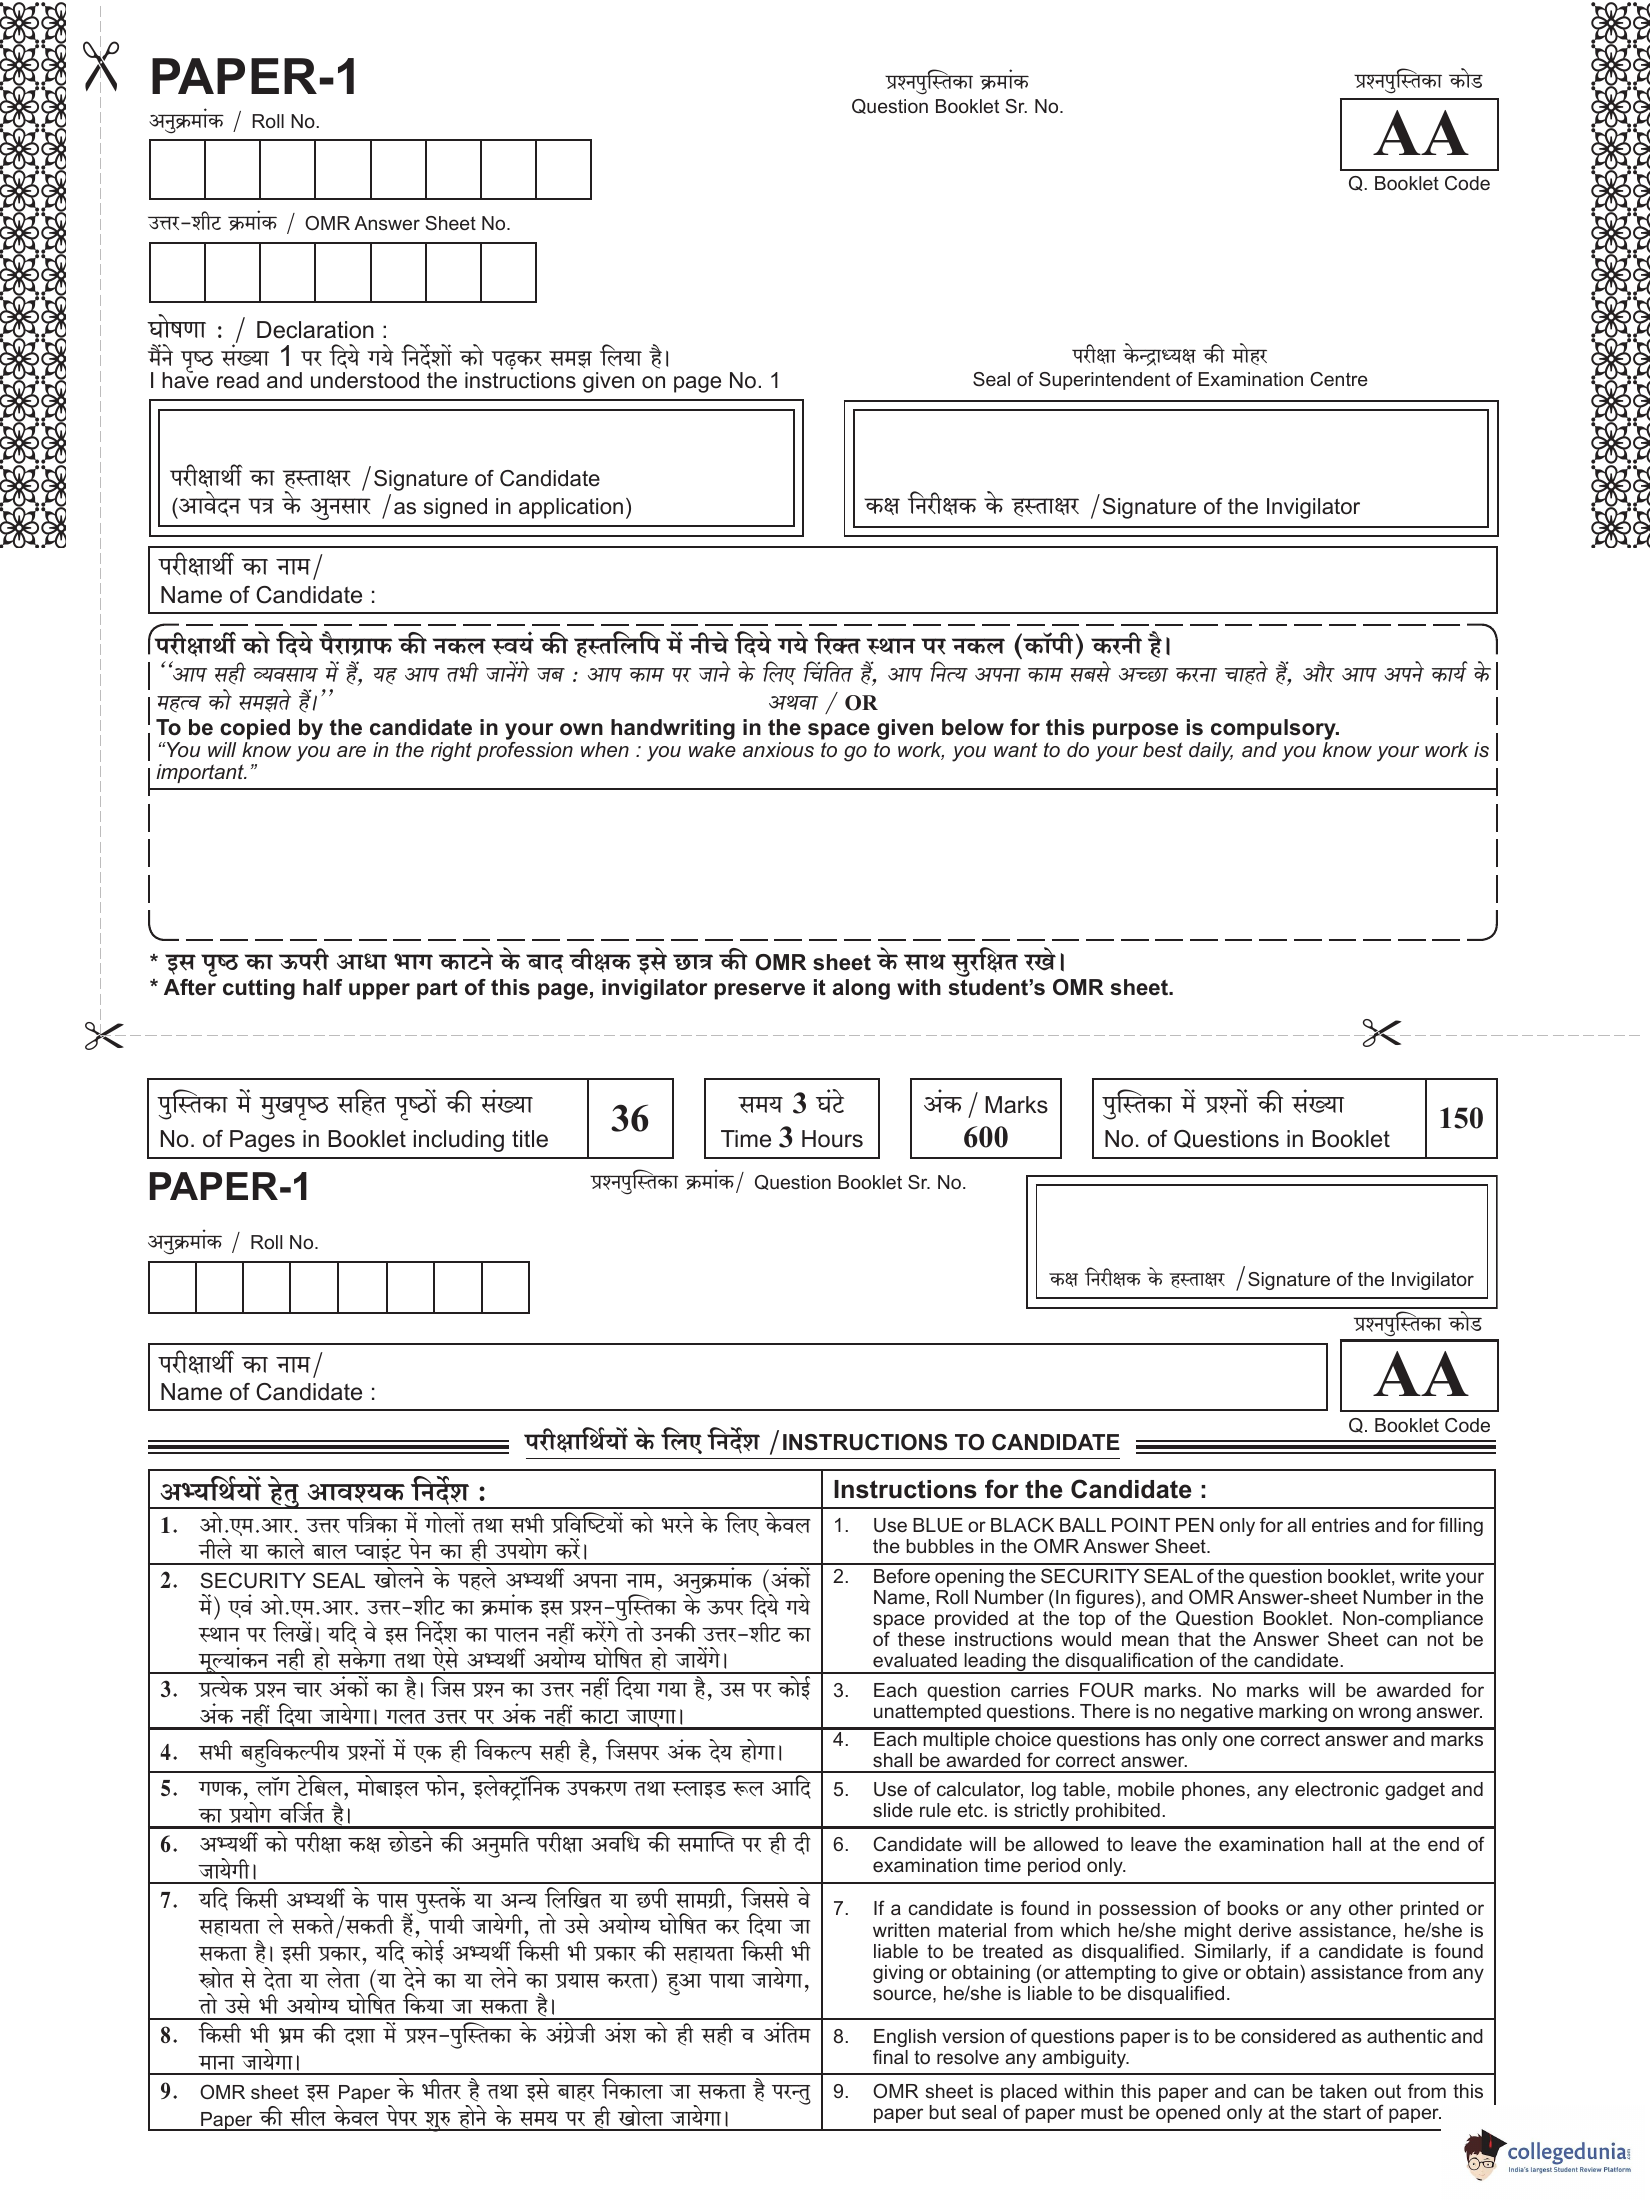 PAPER-1
प्रश्नपुस्तिका क्रमांक
Question Booklet Sr. No.
प्रश्नपुस्तिका कोड
AA
Q. Booklet Code
अनुक्रमांक / Roll No.
उत्तर-शीट क्रमांक / OMR Answer Sheet No.
घोषणा : / Declaration :
मैंने पृष्ठ संख्या 1 पर दिये गये निर्देशों को पढ़कर समझ लिया है।
I have read and understood the instructions given on page No. 1
परीक्षा केन्द्राध्यक्ष की मोहर
Seal of Superintendent of Examination Centre
परीक्षार्थी का हस्ताक्षर /Signature of Candidate
(आवेदन पत्र के अुनसार /as signed in application)
कक्ष निरीक्षक के हस्ताक्षर /Signature of the Invigilator
परीक्षार्थी का नाम/
Name of Candidate :
परीक्षार्थी को दिये पैराग्राफ की नकल स्वयं की हस्तलिपि में नीचे दिये गये रिक्त स्थान पर नकल (कॉपी) करनी है।
‘‘आप सही व्यवसाय में हैं, यह आप तभी जानेंगे जब : आप काम पर जाने के लिए चिंतित हैं, आप नित्य अपना काम सबसे अच्छा करना चाहते हैं, और आप अपने कार्य के
महत्व को समझते हैं।’’ अथवा / OR
To be copied by the candidate in your own handwriting in the space given below for this purpose is compulsory.
“You will know you are in the right profession when : you wake anxious to go to work, you want to do your best daily, and you know your work is
important.”
* इस पृष्ठ का ऊपरी आधा भाग काटने के बाद वीक्षक इसे छात्र की OMR sheet के साथ सुरक्षित रखे।
* After cutting half upper part of this page, invigilator preserve it along with student’s OMR sheet.
पुस्तिका में मुखपृष्ठ सहित पृष्ठों की संख्या
No. of Pages in Booklet including title
36
समय 3 घंटे
Time 3 Hours
अंक / Marks
600
पुस्तिका में प्रश्नों की संख्या
No. of Questions in Booklet
150
PAPER-1
प्रश्नपुस्तिका क्रमांक/ Question Booklet Sr. No.
अनुक्रमांक / Roll No.
कक्ष निरीक्षक के हस्ताक्षर /Signature of the Invigilator
परीक्षार्थी का नाम/
Name of Candidate :
प्रश्नपुस्तिका कोड
AA
Q. Booklet Code
परीक्षार्थियों के लिए निर्देश /INSTRUCTIONS TO CANDIDATE
अभ्यर्थियों हेतु आवश्यक निर्देश :
1. ओ.एम.आर. उत्तर पत्रिका में गोलों तथा सभी प्रविष्टियों को भरने के लिए केवल
नीले या काले बाल प्वाइंट पेन का ही उपयोग करें।
2. SECURITY SEAL खोलने के पहले अभ्यर्थी अपना नाम, अनुक्रमांक (अंकों
में) एवं ओ.एम.आर. उत्तर-शीट का क्रमांक इस प्रश्न-पुस्तिका के ऊपर दिये गये
स्थान पर लिखें। यदि वे इस निर्देश का पालन नहीं करेंगे तो उनकी उत्तर-शीट का
मूल्यांकन नही हो सकेगा तथा ऐसे अभ्यर्थी अयोग्य घोषित हो जायेंगे।
3. प्रत्येक प्रश्न चार अंकों का है। जिस प्रश्न का उत्तर नहीं दिया गया है, उस पर कोई
अंक नहीं दिया जायेगा। गलत उत्तर पर अंक नहीं काटा जाएगा।
4. सभी बहुविकल्पीय प्रश्नों में एक ही विकल्प सही है, जिसपर अंक देय होगा।
5. गणक, लॉग टेबिल, मोबाइल फोन, इलेक्ट्रॉनिक उपकरण तथा स्लाइड रूल आदि
का प्रयोग वर्जित है।
6. अभ्यर्थी को परीक्षा कक्ष छोडने की अनुमति परीक्षा अवधि की समाप्ति पर ही दी
जायेगी।
7. यदि किसी अभ्यर्थी के पास पुस्तकें या अन्य लिखित या छपी सामग्री, जिससे वे
सहायता ले सकते/सकती हैं, पायी जायेगी, तो उसे अयोग्य घोषित कर दिया जा
सकता है। इसी प्रकार, यदि कोई अभ्यर्थी किसी भी प्रकार की सहायता किसी भी
स्त्रोत से देता या लेता (या देने का या लेने का प्रयास करता) हुआ पाया जायेगा,
तो उसे भी अयोग्य घोषित किया जा सकता है।
8. किसी भी भ्रम की दशा में प्रश्न-पुस्तिका के अंग्रेजी अंश को ही सही व अंतिम
माना जायेगा।
9. OMR sheet इस Paper के भीतर है तथा इसे बाहर निकाला जा सकता है परन्तु
Paper की सील केवल पेपर शुरु होने के समय पर ही खोला जायेगा।
Instructions for the Candidate :
1. Use BLUE or BLACK BALL POINT PEN only for all entries and for filling
the bubbles in the OMR Answer Sheet.
2. Before opening the SECURITY SEAL of the question booklet, write your
Name, Roll Number (In figures), and OMR Answer-sheet Number in the
space provided at the top of the Question Booklet. Non-compliance
of these instructions would mean that the Answer Sheet can not be
evaluated leading the disqualification of the candidate.
3. Each question carries FOUR marks. No marks will be awarded for
unattempted questions. There is no negative marking on wrong answer.
4. Each multiple choice questions has only one correct answer and marks
shall be awarded for correct answer.
5. Use of calculator, log table, mobile phones, any electronic gadget and
slide rule etc. is strictly prohibited.
6. Candidate will be allowed to leave the examination hall at the end of
examination time period only.
7. If a candidate is found in possession of books or any other printed or
written material from which he/she might derive assistance, he/she is
liable to be treated as disqualified. Similarly, if a candidate is found
giving or obtaining (or attempting to give or obtain) assistance from any
source, he/she is liable to be disqualified.
8. English version of questions paper is to be considered as authentic and
final to resolve any ambiguity.
9. OMR sheet is placed within this paper and can be taken out from this
paper but seal of paper must be opened only at the start of paper.
collegedunia
India's largest Student Review Platform